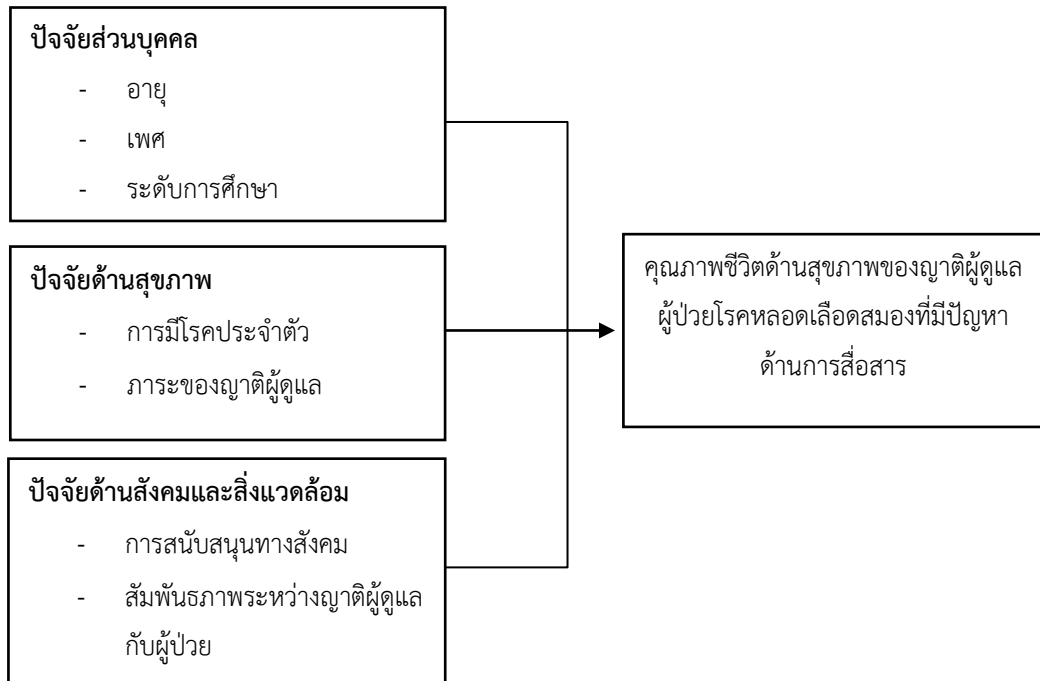 ปัจจัยส่วนบุคคล
- อายุ
- เพศ
- ระดับการศึกษา
ปัจจัยด้านสุขภาพ
- การมีโรคประจำตัว
- ภาระของญาติผู้ดูแล
ปัจจัยด้านสังคมและสิ่งแวดล้อม
- การสนับสนุนทางสังคม
- สัมพันธภาพระหว่างญาติผู้ดูแล
กับผู้ป่วย
คุณภาพชีวิตด้านสุขภาพของญาติผู้ดูแล
ผู้ป่วยโรคหลอดเลือดสมองที่มีปัญหา
ด้านการสื่อสาร